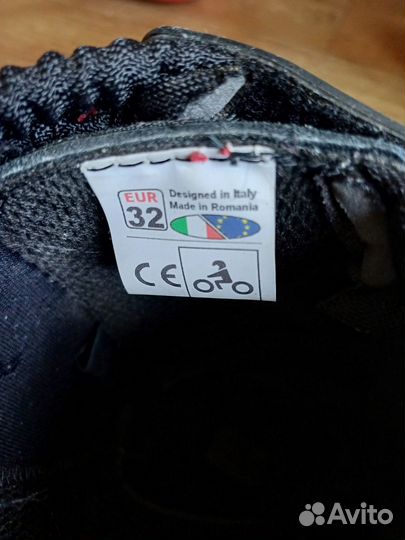 EUR
32
Designed in Italy
Made in Romania
CE
Avito